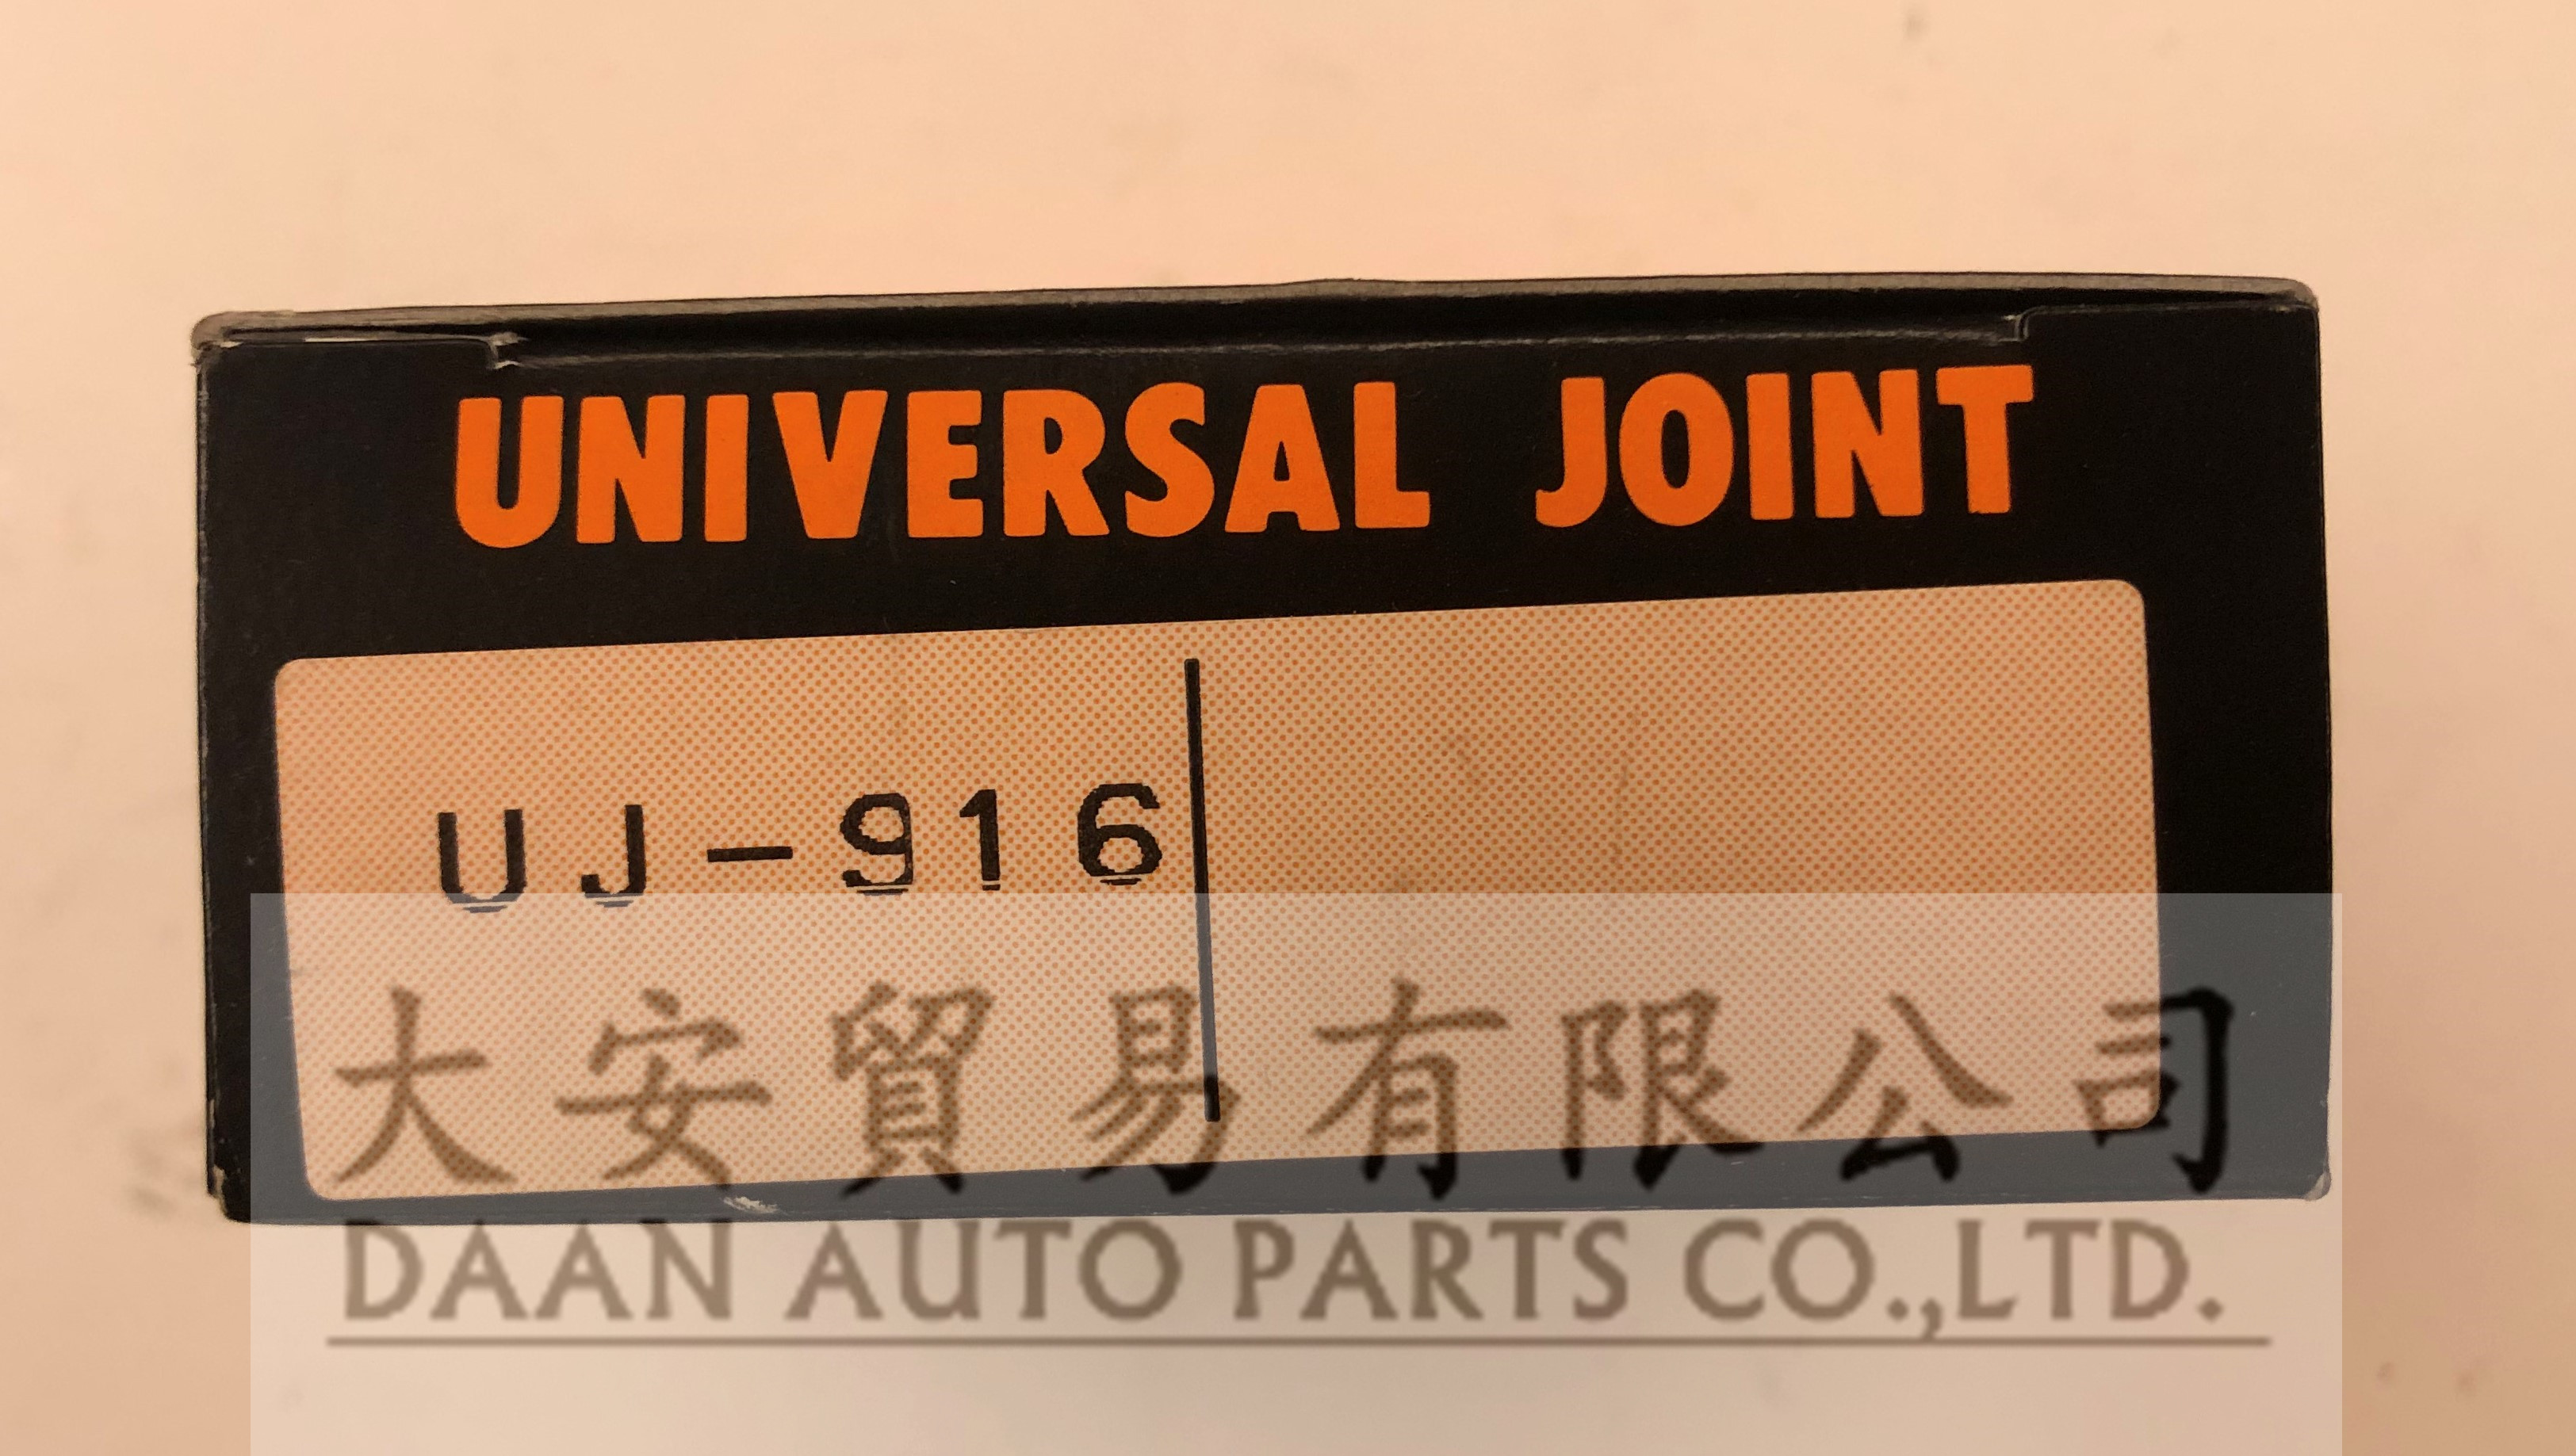 UNIVERSAL JOINT
UJ-916
大安貿易有限公司
DAAN AUTO PARTS CO.,LTD.